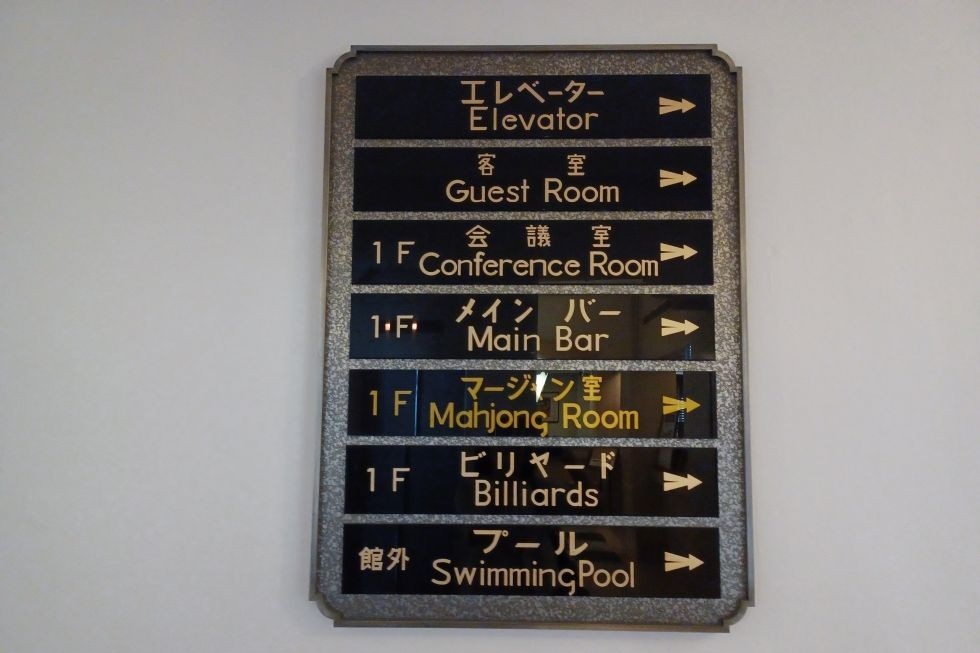 エレベーター
Elevator
客室
Guest Room
会議室
1F Conference Room
メイン バー
1F Main Bar
マージャン室
1F Mahjong Room
ビリヤード
1F Billiards
プール
館外 Swimming Pool